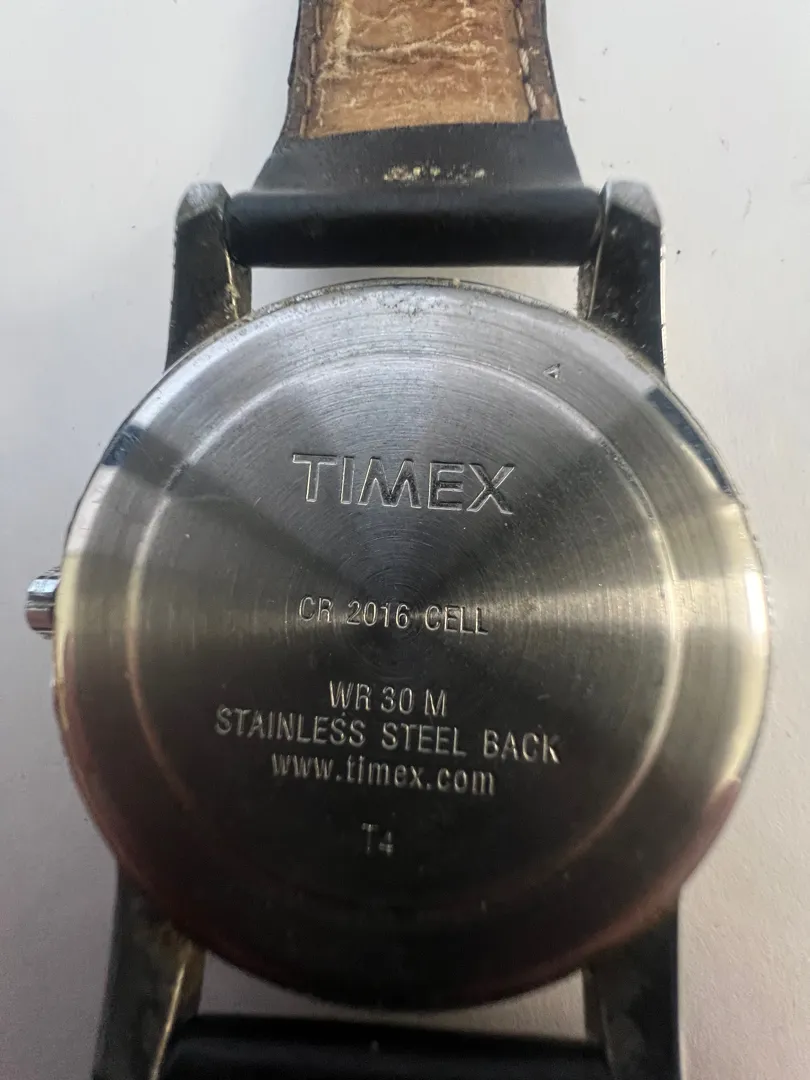 TIMEX
CR 2016 CELL
WR 30 M
STAINLESS STEEL BACK
www.timex.com
T4